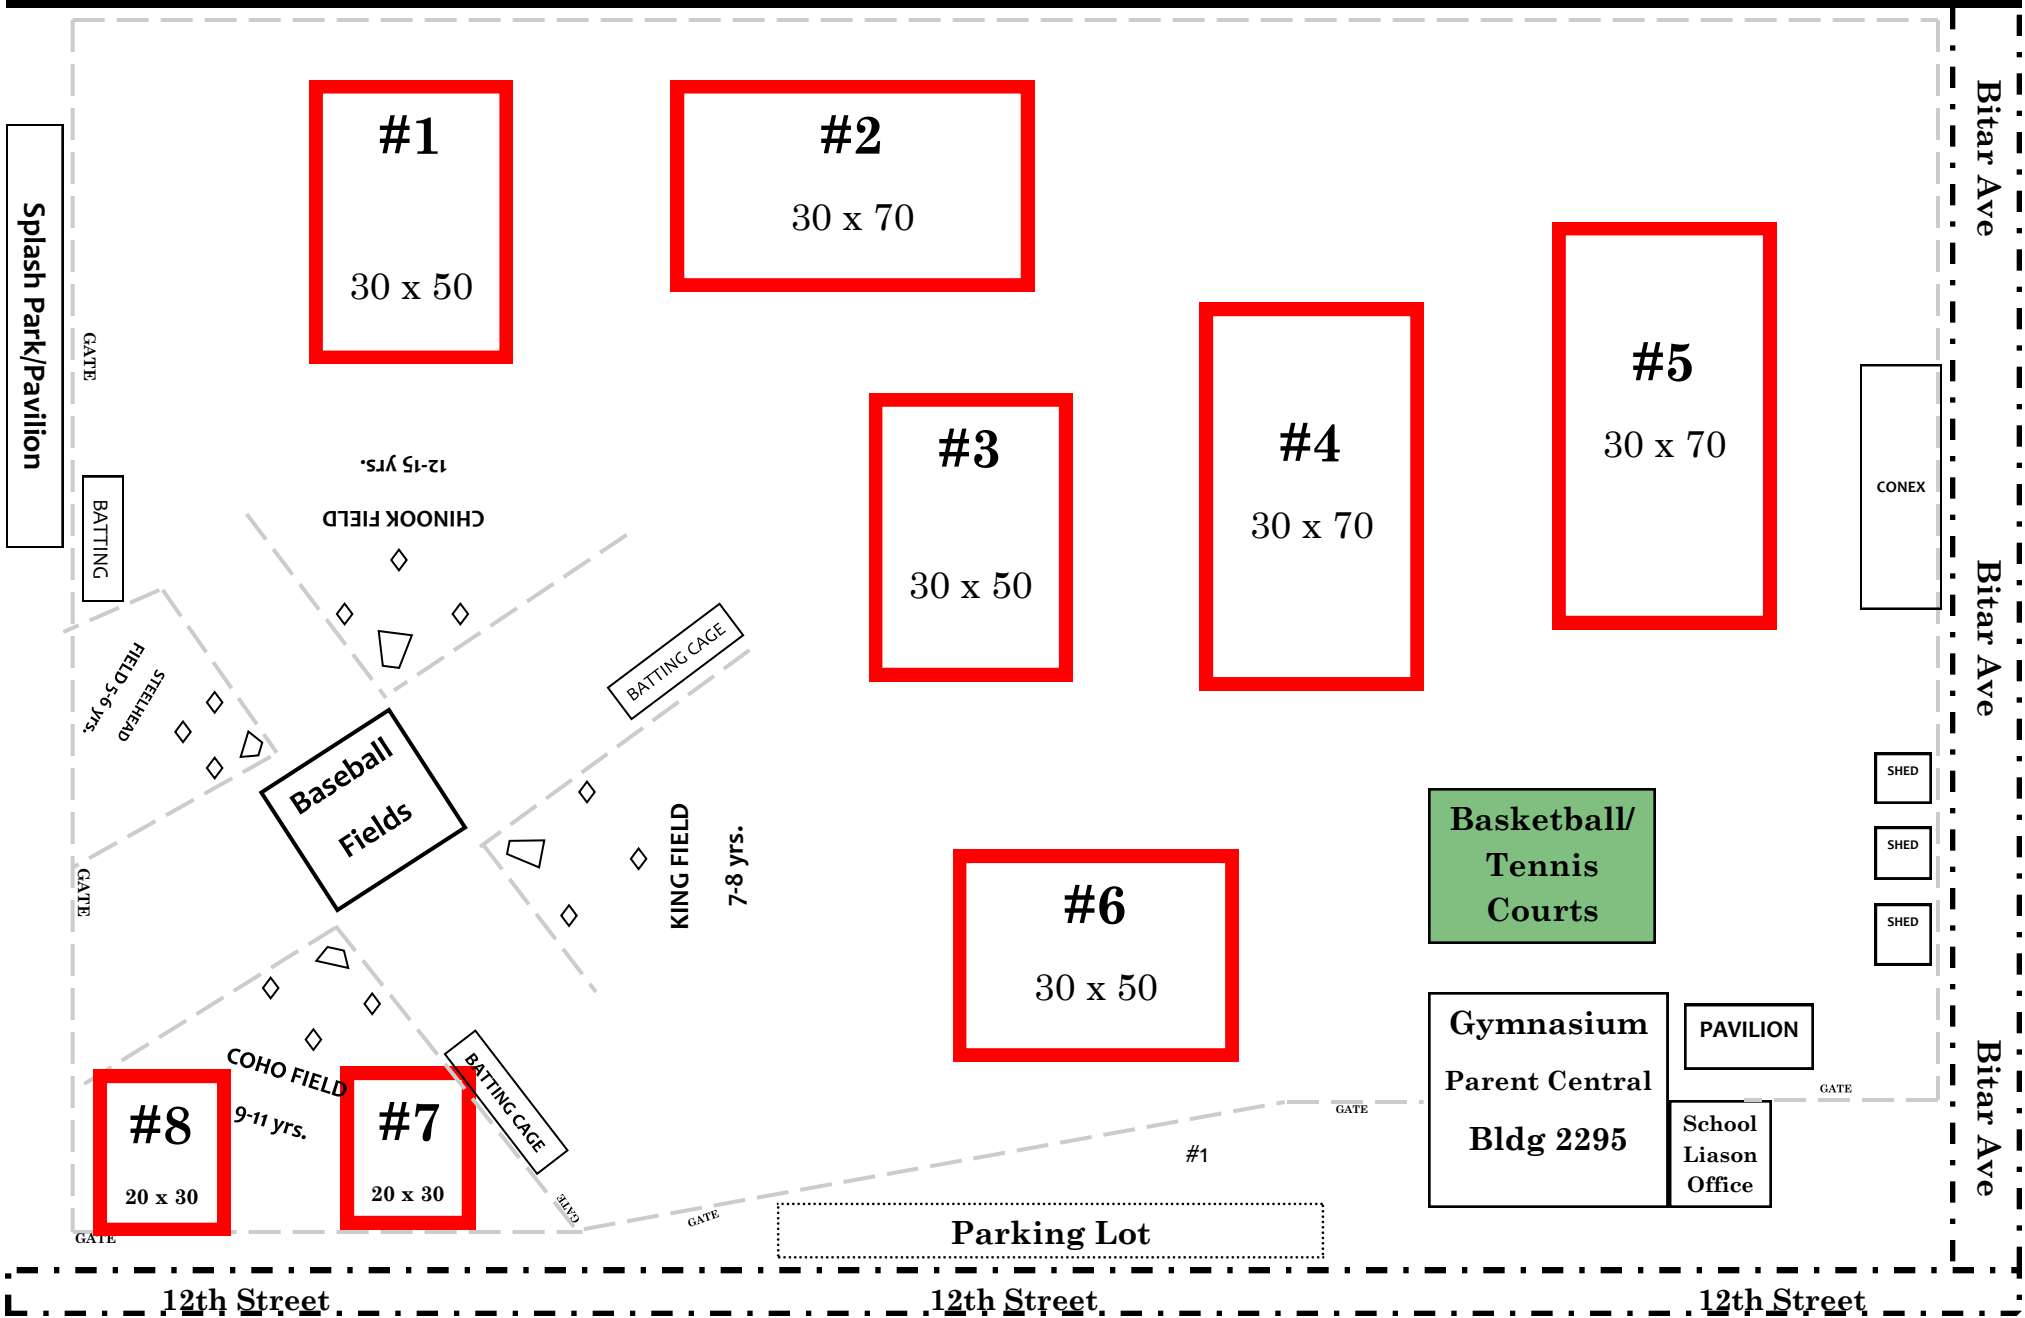 #1
30 x 50
#2
30 x 70
#3
30 x 50
#4
30 x 70
#5
30 x 70
Bitar Ave
Bitar Ave
Bitar Ave
Splash Park/Pavilion
GATE
BATTING
12-15 yrs.
CHINOOK FIELD
STEELHEAD
FIELD 5-6 yrs.
BATTING CAGE
Baseball
Fields
KING FIELD
7-8 yrs.
GATE
CONEX
SHED
SHED
SHED
Basketball/
Tennis
Courts
#6
30 x 50
COHO FIELD
9-11 yrs.
#8
20 x 30
#7
20 x 30
BATTING CAGE
GATE
GATE
GATE
#1
GATE
Gymnasium
Parent Central
Bldg 2295
PAVILION
GATE
School
Liason
Office
Parking Lot
12th Street
12th Street
12th Street